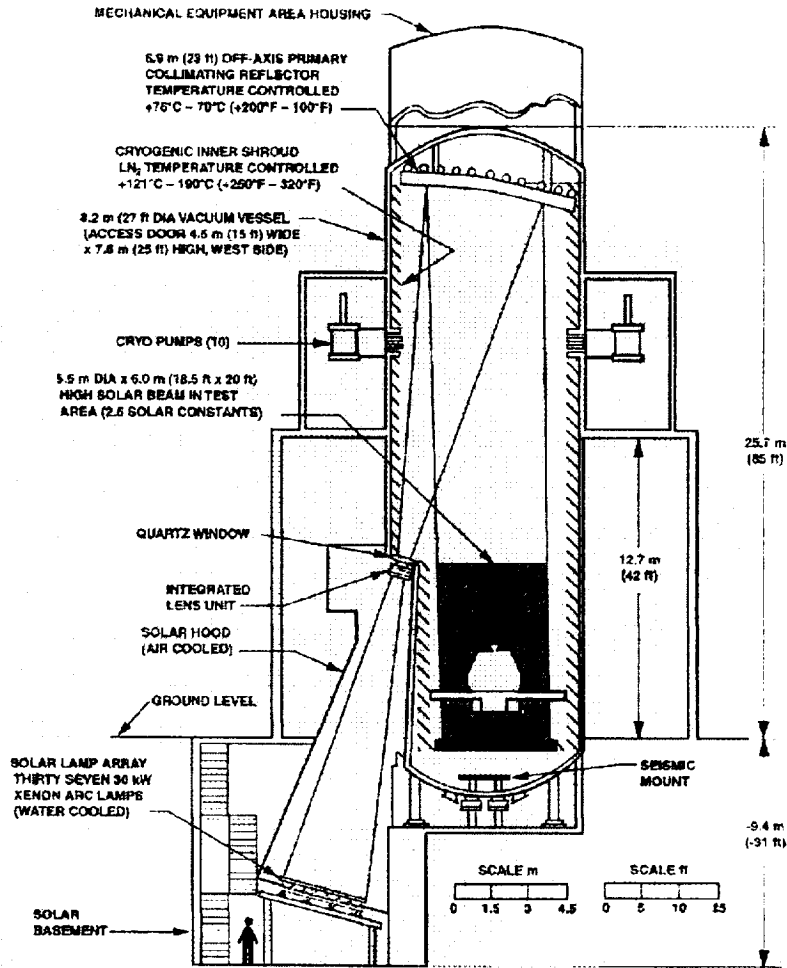 MECHANICAL EQUIPMENT AREA HOUSING
6.9 m (23 ft) OFF-AXIS PRIMARY
COLLIMATING REFLECTOR
TEMPERATURE CONTROLLED
+75°C – 70°C (+200°F – 100°F)
CRYOGENIC INNER SHROUD
LN₂ TEMPERATURE CONTROLLED
+121°C – 190°C (+250°F – 320°F)
8.2 m (27 ft DIA VACUUM VESSEL
(ACCESS DOOR 4.5 m (15 ft) WIDE
x 7.6 m (25 ft) HIGH, WEST SIDE)
CRYO PUMPS (10)
5.5 m DIA x 6.0 m (18.5 ft x 20 ft)
HIGH SOLAR BEAM IN TEST
AREA (2.5 SOLAR CONSTANTS)
25.7 m
(85 ft)
QUARTZ WINDOW
12.7 m
(42 ft)
INTEGRATED
LENS UNIT
SOLAR HOOD
(AIR COOLED)
GROUND LEVEL
SOLAR LAMP ARRAY
THIRTY SEVEN 30 kW
XENON ARC LAMPS
(WATER COOLED)
SEISMIC
MOUNT
-9.4 m
(-31 ft)
SCALE m
0 1.5 3 4.5
SCALE ft
0 5 10 15
SOLAR
BASEMENT